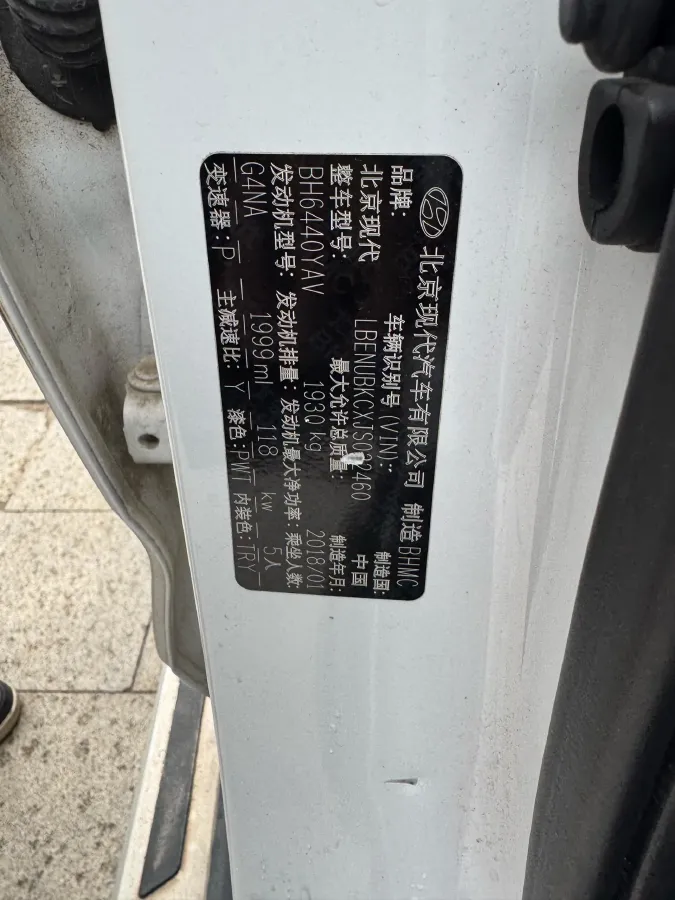 北京现代汽车有限公司 制造 BHMC
品牌: 车辆识别号 (VIN): 制造国:
北京现代 LBENUBKCXJS022460 中国
整车型号: 最大允许总质量: 制造年月:
BH6440YAV 1930 kg 2018/01
发动机型号: 发动机排量: 发动机最大净功率: 乘坐人数:
G4NA 1999 ml 118 kw 5人
变速器: P 主减速比: Y 漆色: PWT 内装色: TRY